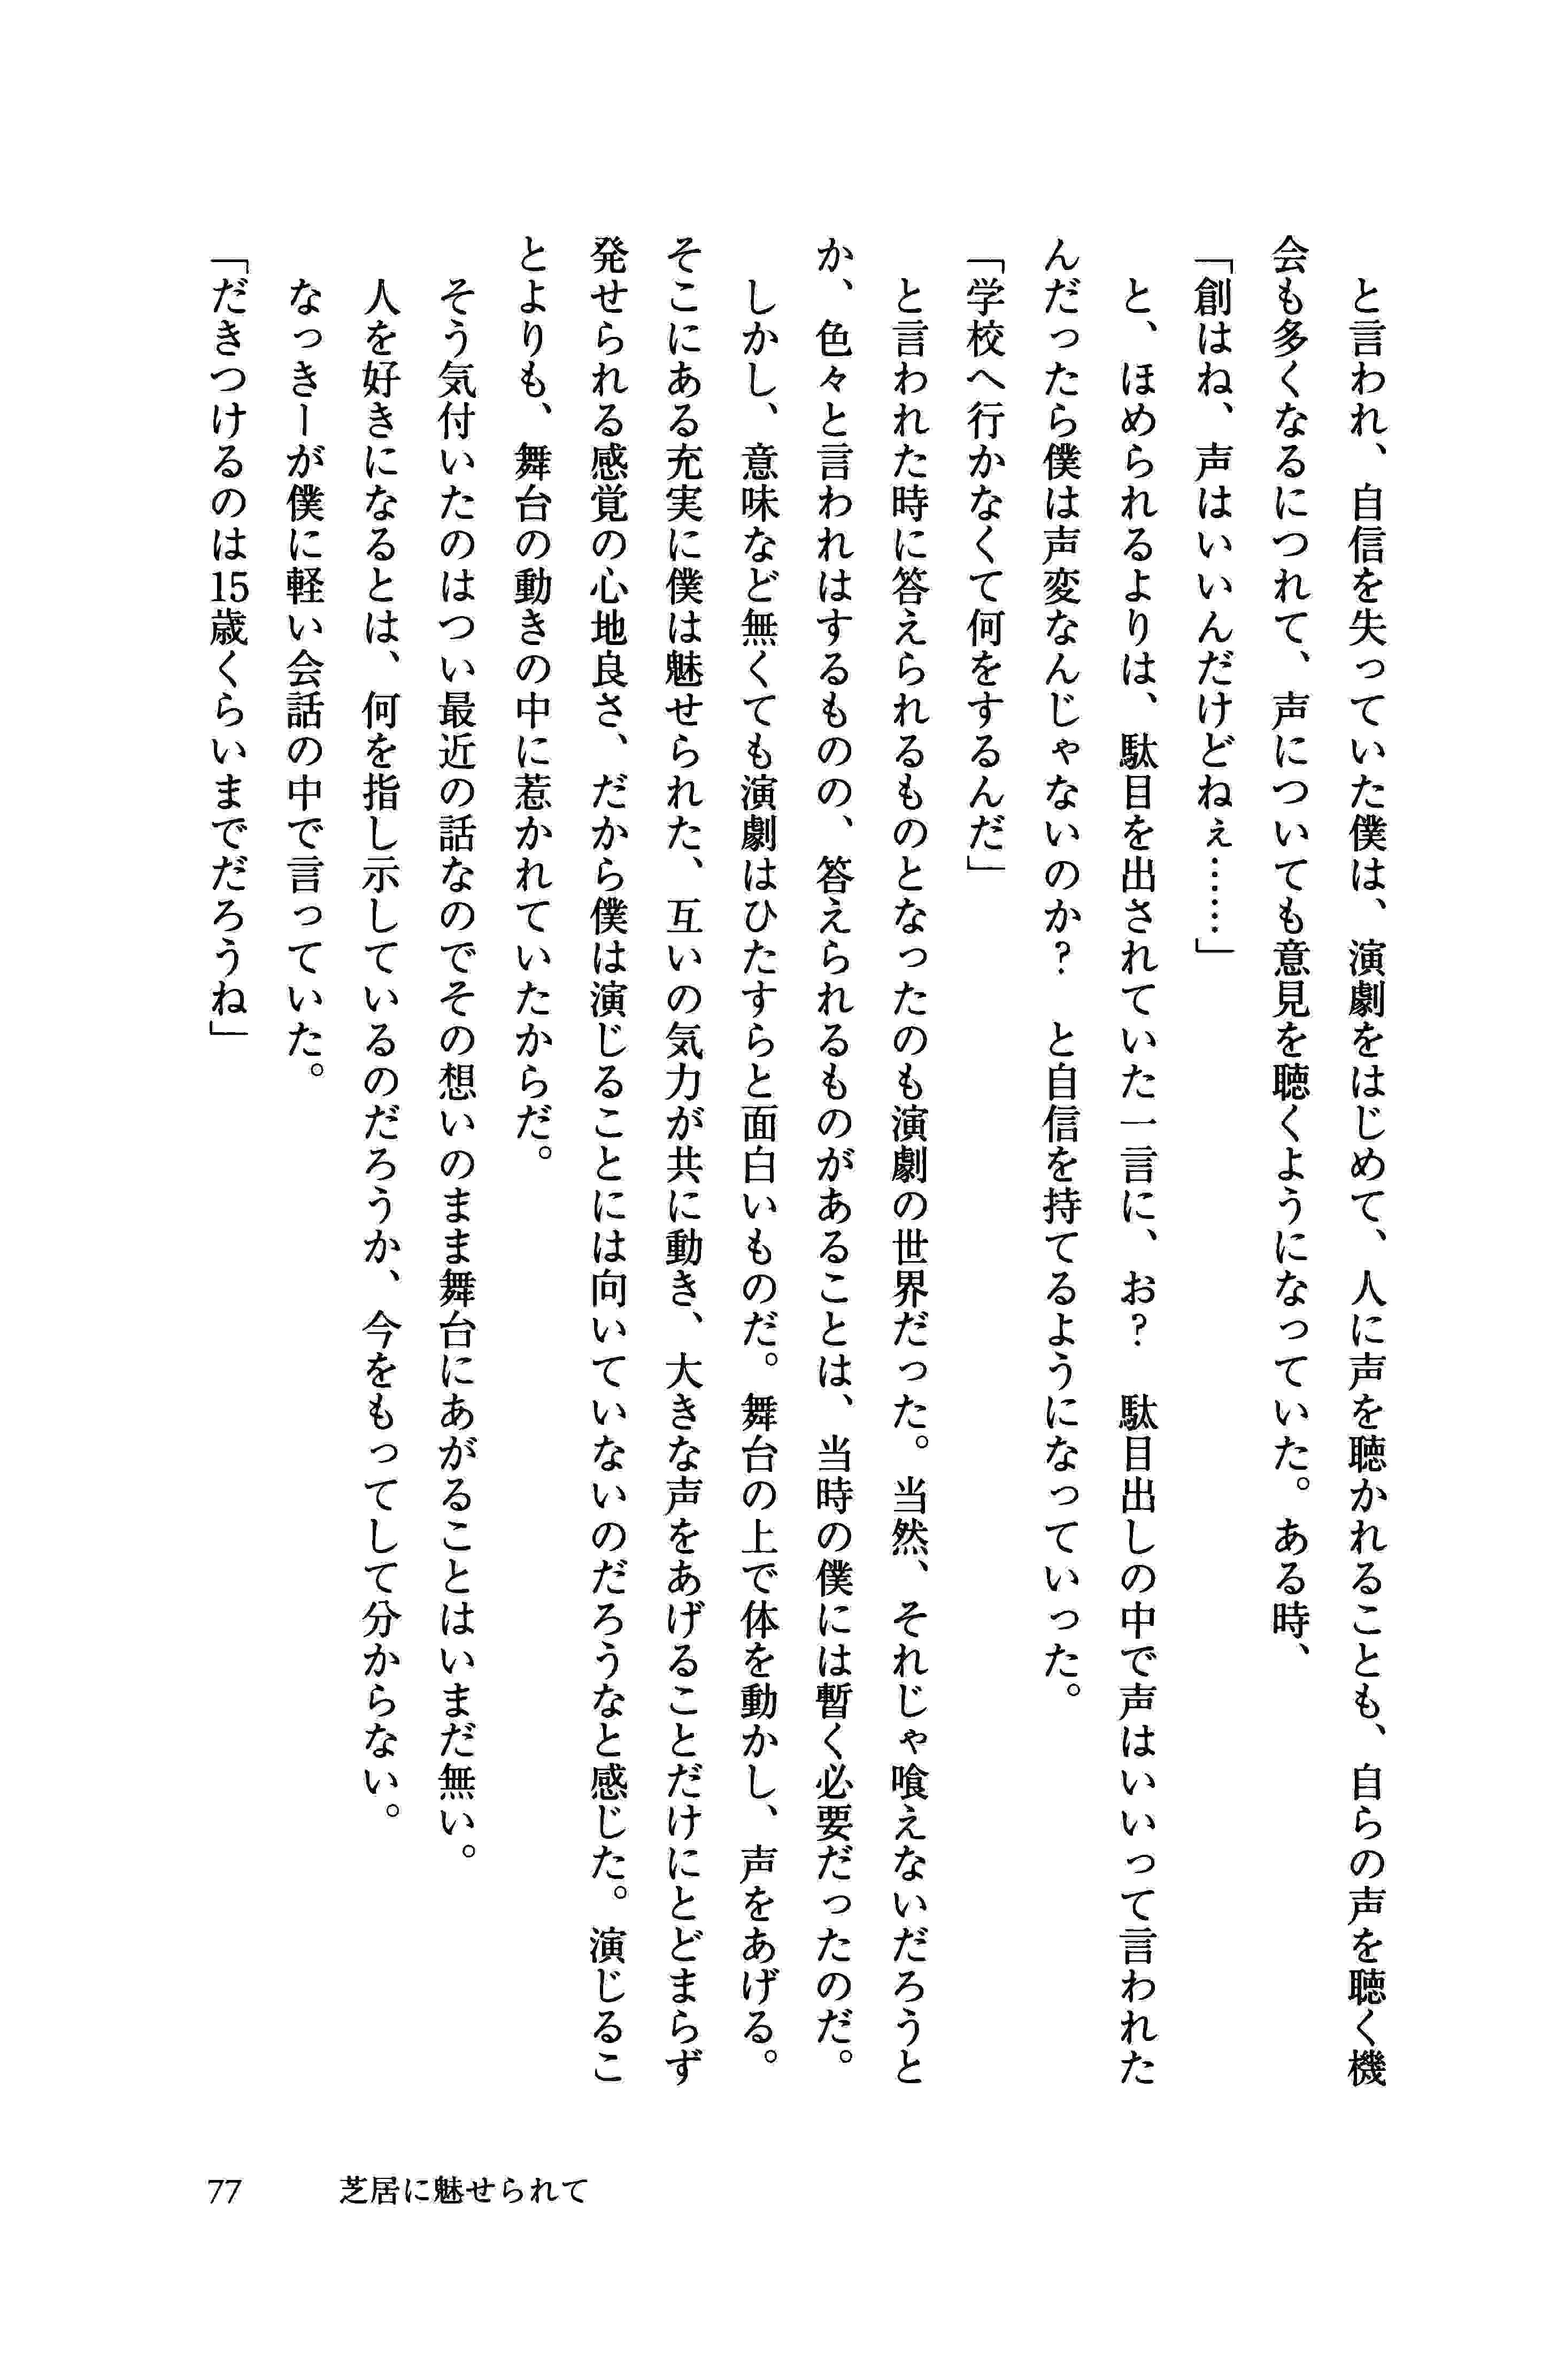 と言われ、自信を失っていた僕は、演劇をはじめて、人に声を聴かれることも、自らの声を聴く機
会も多くなるにつれて、声についても意見を聴くようになっていた。ある時、
「創はね、声はいいんだけどねぇ……」
　と、ほめられるよりは、駄目を出されていた一言に、お？　駄目出しの中で声はいいって言われた
んだったら僕は声変なんじゃないのか？　と自信を持てるようになっていった。
「学校へ行かなくて何をするんだ」
　と言われた時に答えられるものとなったのも演劇の世界だった。当然、それじゃ喰えないだろうと
か、色々と言われはするものの、答えられるものがあることは、当時の僕には暫く必要だったのだ。
　しかし、意味など無くても演劇はひたすらと面白いものだ。舞台の上で体を動かし、声をあげる。
そこにある充実に僕は魅せられた、互いの気力が共に動き、大きな声をあげることだけにとどまらず
発せられる感覚の心地良さ、だから僕は演じることには向いていないのだろうなと感じた。演じるこ
とよりも、舞台の動きの中に惹かれていたからだ。
　そう気付いたのはつい最近の話なのでその想いのまま舞台にあがることはいまだ無い。
　人を好きになるとは、何を指し示しているのだろうか、今をもってして分からない。
　なっきーが僕に軽い会話の中で言っていた。
「だきつけるのは15歳くらいまでだろうね」
77　芝居に魅せられて